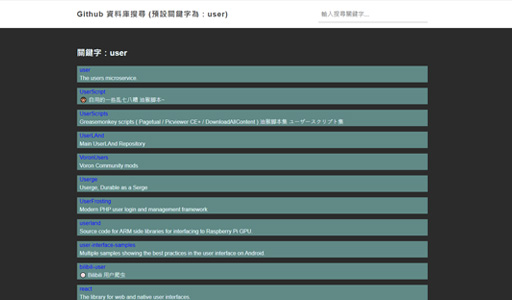 Github 資料庫搜尋 (預設關鍵字為：user)
輸入搜尋關鍵字...
關鍵字：user
user
The users microservice
UserScript
自用的一些乱七八糟 油猴脚本~
UserScripts
Greasemonkey scripts ( Pagetual / Picviewer CE+ / DownloadAllContent ) 油猴腳本集 ユーザースクリプト集
UserLAnd
Main UserLAnd Repository
VoronUsers
Voron Community mods
Userge
Userge, Durable as a Serge
UserFrosting
Modern PHP user login and management framework
userland
Source code for ARM side libraries for interfacing to Raspberry Pi GPU.
user-interface-samples
Multiple samples showing the best practices in the user interface on Android.
bilibili-user
Bilibili 用户爬虫
react
The library for web and native user interfaces.